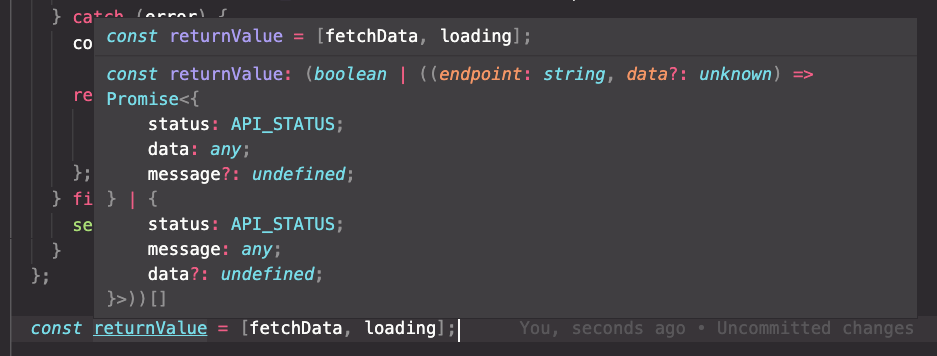 } catch (error) {
const returnValue = [fetchData, loading];
co
const returnValue: (boolean | ((endpoint: string, data?: unknown) =>
Promise<{
re
status: API_STATUS;
data: any;
message?: undefined;
};
} | {
} fi
status: API_STATUS;
se
message: any;
}
data?: undefined;
};
}>))[]
const returnValue = [fetchData, loading]; You, seconds ago • Uncommitted changes